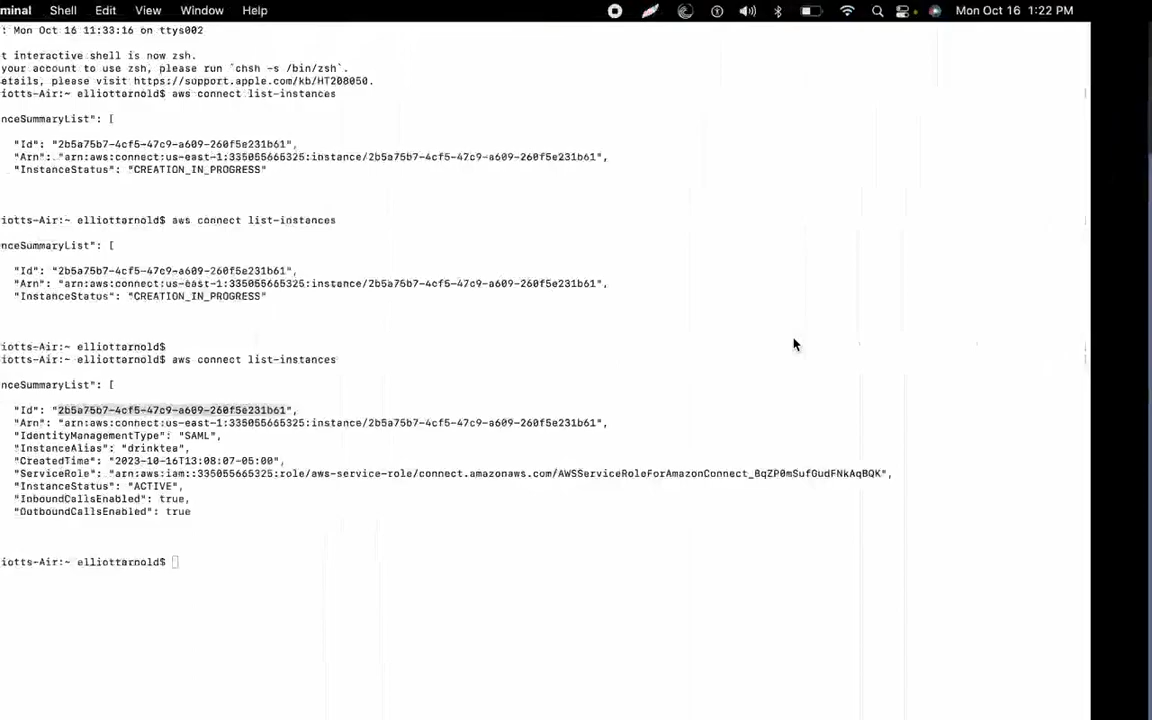 minal Shell Edit View Window Help Mon Oct 16 1:22 PM
: Mon Oct 16 11:33:16 on ttys002
t interactive shell is now zsh.
your account to use zsh, please run `chsh -s /bin/zsh`.
etails, please visit https://support.apple.com/kb/HT208050.
iotts-Air:~ elliottarnold$ aws connect list-instances
nceSummaryList": [
"Id": "2b5a75b7-4cf5-47c9-a609-260f5e231b61",
"Arn": "arn:aws:connect:us-east-1:335055665325:instance/2b5a75b7-4cf5-47c9-a609-260f5e231b61",
"InstanceStatus": "CREATION_IN_PROGRESS"
iotts-Air:~ elliottarnold$ aws connect list-instances
nceSummaryList": [
"Id": "2b5a75b7-4cf5-47c9-a609-260f5e231b61",
"Arn": "arn:aws:connect:us-east-1:335055665325:instance/2b5a75b7-4cf5-47c9-a609-260f5e231b61",
"InstanceStatus": "CREATION_IN_PROGRESS"
iotts-Air:~ elliottarnold$
iotts-Air:~ elliottarnold$ aws connect list-instances
nceSummaryList": [
"Id": "2b5a75b7-4cf5-47c9-a609-260f5e231b61",
"Arn": "arn:aws:connect:us-east-1:335055665325:instance/2b5a75b7-4cf5-47c9-a609-260f5e231b61",
"IdentityManagementType": "SAML",
"InstanceAlias": "drinktea",
"CreatedTime": "2023-10-16T13:08:07-05:00",
"ServiceRole": "arn:aws:iam::335055665325:role/aws-service-role/connect.amazonaws.com/AWSServiceRoleForAmazonConnect_BqZP0mSufGudFNkAqBQK",
"InstanceStatus": "ACTIVE",
"InboundCallsEnabled": true,
"OutboundCallsEnabled": true
iotts-Air:~ elliottarnold$